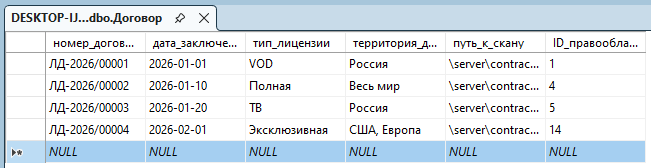 DESKTOP-IJ...dbo.Договор
номер_догов... дата_заключе... тип_лицензии территория_д... путь_к_скану ID_правообла...
ЛД-2026/00001 2026-01-01 VOD Россия \server\contrac... 1
ЛД-2026/00002 2026-01-10 Полная Весь мир \server\contrac... 4
ЛД-2026/00003 2026-01-20 ТВ Россия \server\contrac... 5
ЛД-2026/00004 2026-02-01 Эксклюзивная США, Европа \server\contrac... 14
NULL NULL NULL NULL NULL NULL